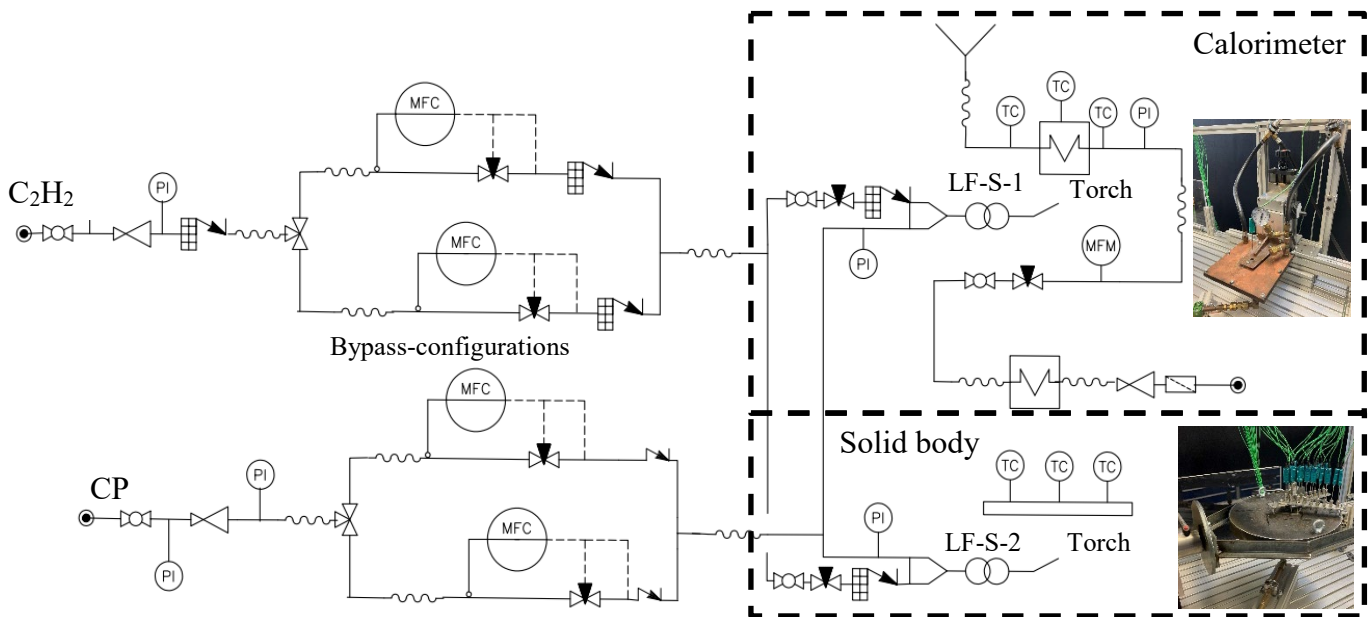 Calorimeter
MFC
TC
TC
TC
PI
C₂H₂
PI
LF-S-1
Torch
MFC
PI
MFM
Bypass-configurations
MFC
Solid body
CP
PI
TC
TC
TC
MFC
PI
LF-S-2
Torch
PI